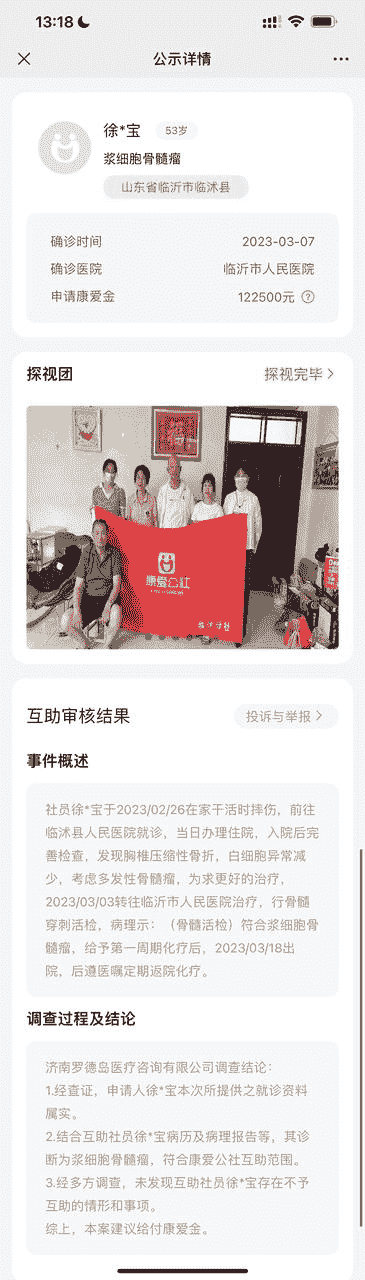 13:18
公示详情
徐*宝 53岁
浆细胞骨髓瘤
山东省临沂市临沭县
确诊时间 2023-03-07
确诊医院 临沂市人民医院
申请康爱金 122500元 ?
探视团 探视完毕
康爱公社
互助审核结果 投诉与举报
事件概述
社员徐*宝于2023/02/26在家干活时摔伤，前往
临沭县人民医院就诊，当日办理住院，入院后完
善检查，发现胸椎压缩性骨折，白细胞异常减
少，考虑多发性骨髓瘤，为求更好的治疗，
2023/03/03转往临沂市人民医院治疗，行骨髓
穿刺活检，病理示：（骨髓活检）符合浆细胞骨
髓瘤，给予第一周期化疗后，2023/03/18出
院，后遵医嘱定期返院化疗。
调查过程及结论
济南罗德岛医疗咨询有限公司调查结论：
1.经查证，申请人徐*宝本次所提供之就诊资料
属实。
2.结合互助社员徐*宝病历及病理报告等，其诊
断为浆细胞骨髓瘤，符合康爱公社互助范围。
3.经多方调查，未发现互助社员徐*宝存在不予
互助的情形和事项。
综上，本案建议给付康爱金。